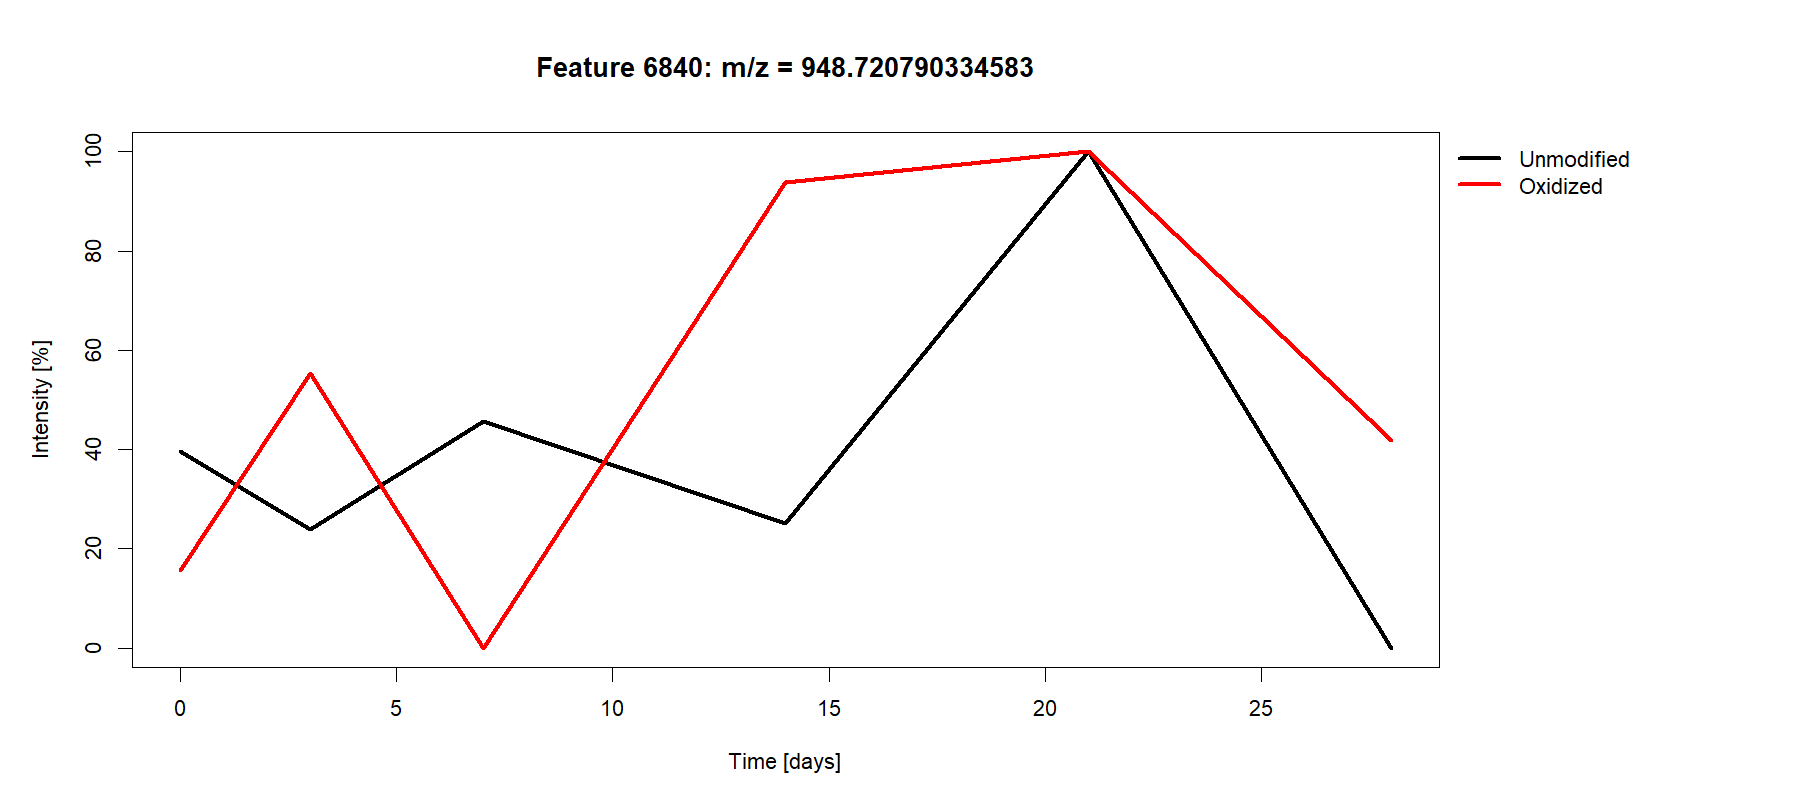 Feature 6840: m/z = 948.720790334583
Unmodified
Oxidized
Intensity [%]
100
80
60
40
20
0
0 5 10 15 20 25
Time [days]